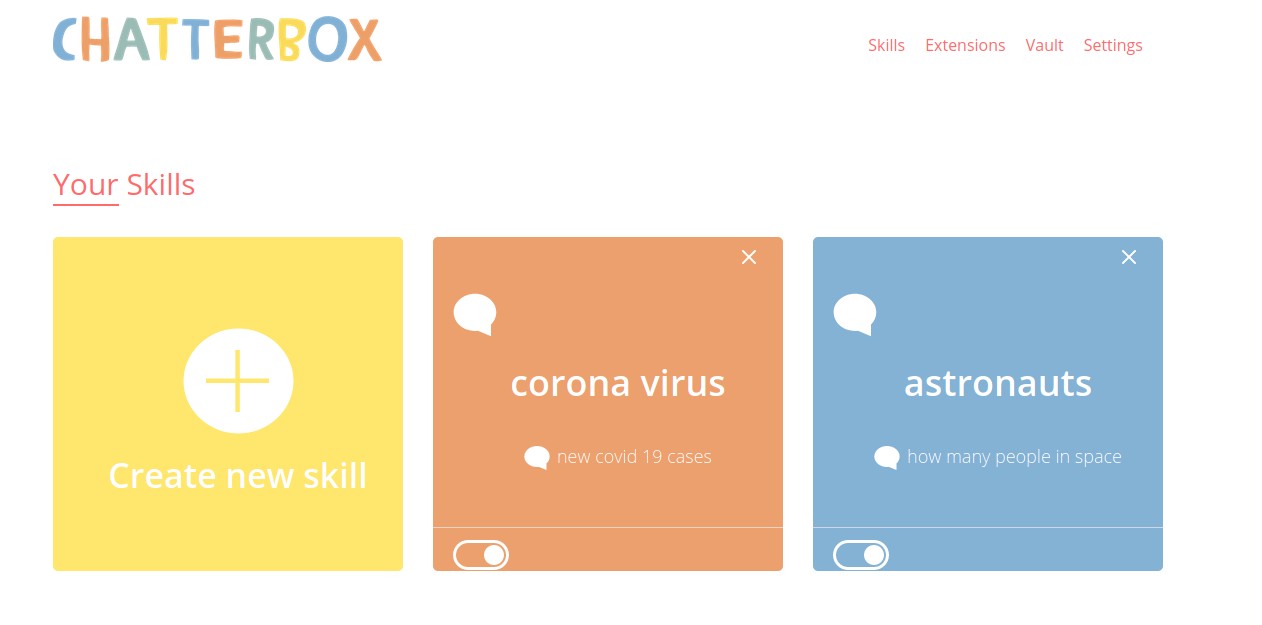 CHATTERBOX
Skills Extensions Vault Settings
Your Skills
Create new skill
corona virus
new covid 19 cases
astronauts
how many people in space